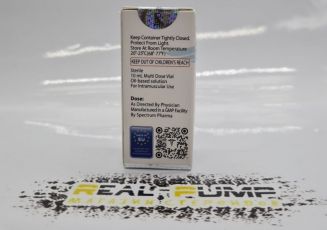 Keep Container Tightly Closed.
Protect From Light.
Store At Room Temperature
20°-25°C(68°-77°F)
KEEP OUT OF CHILDREN'S REACH
Sterile
10 mL Multi Dose Vial
Oil-based solution
For Intramuscular Use
Dose:
As Directed By Physician
Manufactured in a GMP Facility
By Spectrum Pharma
REAL-PUMP